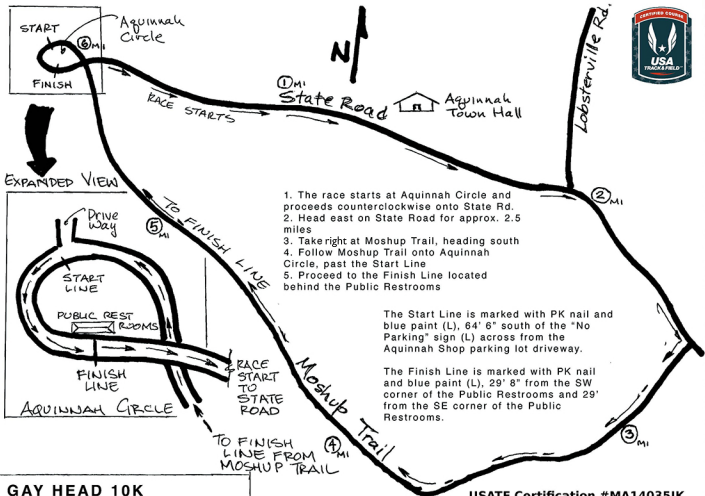 START
Aquinnah
Circle
6 MI
FINISH
N
1 MI
State Road
RACE STARTS
Aquinnah
Town Hall
Lobsterville Rd.
CERTIFIED COURSE
USA
TRACK & FIELD
EXPANDED VIEW
2 MI
TO FINISH LINE
5 MI
1. The race starts at Aquinnah Circle and
proceeds counterclockwise onto State Rd.
2. Head east on State Road for approx. 2.5
miles
3. Take right at Moshup Trail, heading south
4. Follow Moshup Trail onto Aquinnah
Circle, past the Start Line
5. Proceed to the Finish Line located
behind the Public Restrooms
Drive
Way
START
LINE
PUBLIC REST
ROOMS
FINISH
LINE
RACE
START
TO
STATE
ROAD
AQUINNAH CIRCLE
The Start Line is marked with PK nail and
blue paint (L), 64' 6" south of the "No
Parking" sign (L) across from the
Aquinnah Shop parking lot driveway.
The Finish Line is marked with PK nail
and blue paint (L), 29' 8" from the SW
corner of the Public Restrooms and 29'
from the SE corner of the Public
Restrooms.
Moshup Trail
3 MI
4 MI
TO FINISH
LINE FROM
MOSHUP TRAIL
GAY HEAD 10K
USATF Certification #MA14035JK